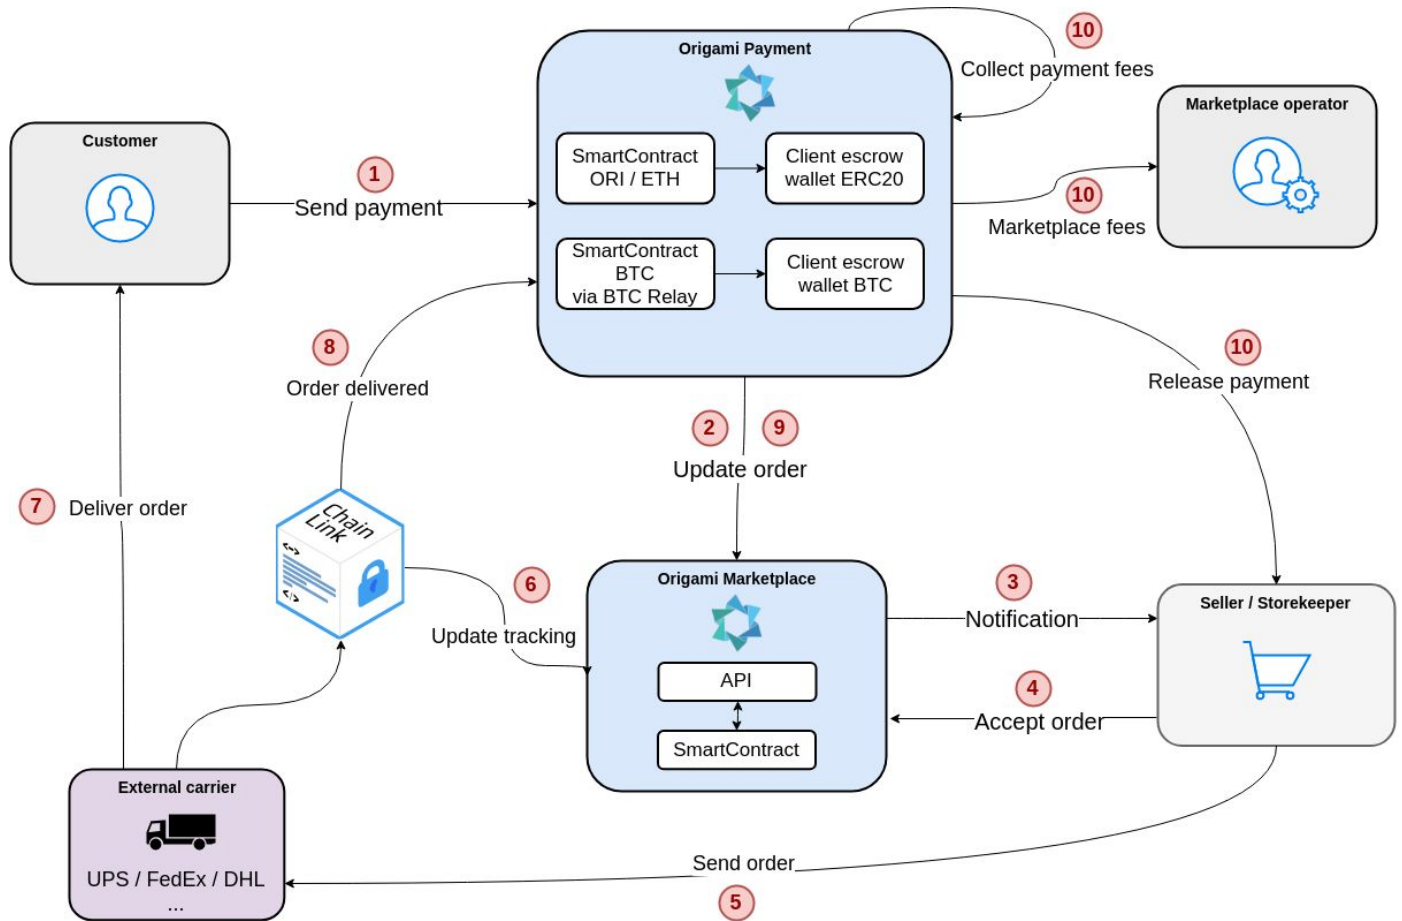 Origami Payment
10
Collect payment fees
Marketplace operator
Customer
SmartContract
ORI / ETH
Client escrow
wallet ERC20
1
Send payment
10
Marketplace fees
SmartContract
BTC
via BTC Relay
Client escrow
wallet BTC
8
Order delivered
10
Release payment
2
9
Update order
7
Deliver order
Chain
Link
<->
</>
6
Update tracking
Origami Marketplace
API
SmartContract
3
Notification
4
Accept order
Seller / Storekeeper
External carrier
UPS / FedEx / DHL
...
Send order
5